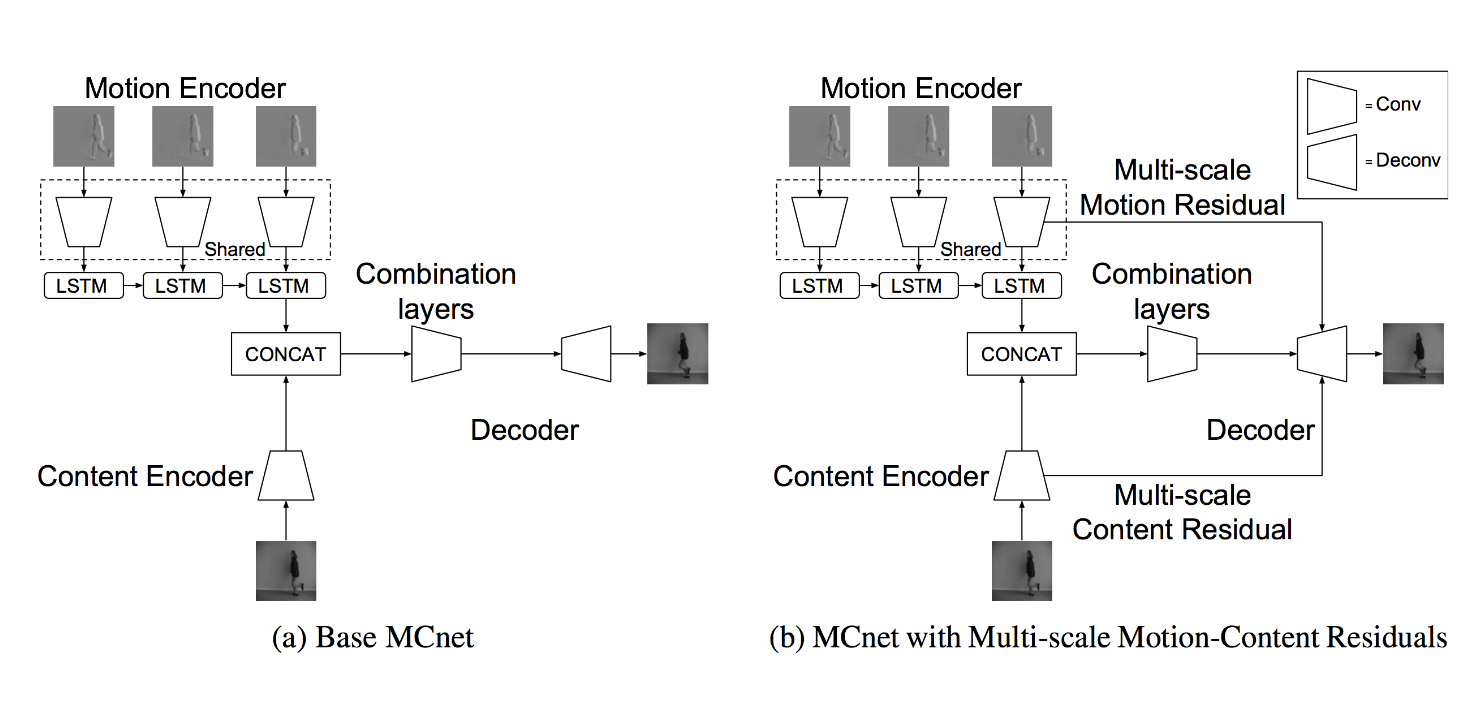 Motion Encoder
Shared
LSTM LSTM LSTM
Combination
layers
CONCAT
Decoder
Content Encoder
(a) Base MCnet
Motion Encoder
= Conv
= Deconv
Multi-scale
Motion Residual
Shared
LSTM LSTM LSTM
Combination
layers
CONCAT
Decoder
Content Encoder
Multi-scale
Content Residual
(b) MCnet with Multi-scale Motion-Content Residuals